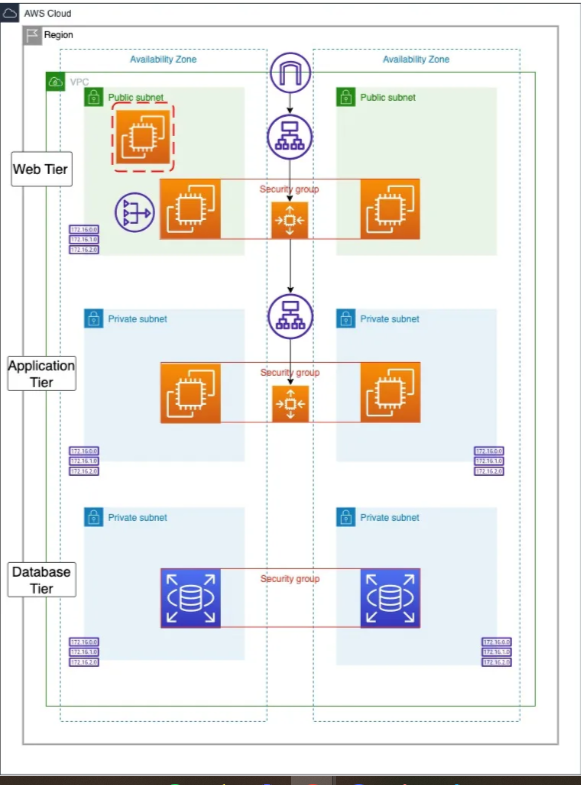 AWS Cloud
Region
Availability Zone
Availability Zone
VPC
Public subnet
Public subnet
Web Tier
Security group
172.16.0.0
172.16.1.0
172.16.2.0
Private subnet
Private subnet
Application
Tier
Security group
172.16.0.0
172.16.1.0
172.16.2.0
172.16.0.0
172.16.1.0
172.16.2.0
Private subnet
Private subnet
Database
Tier
Security group
172.16.0.0
172.16.1.0
172.16.2.0
172.16.0.0
172.16.1.0
172.16.2.0